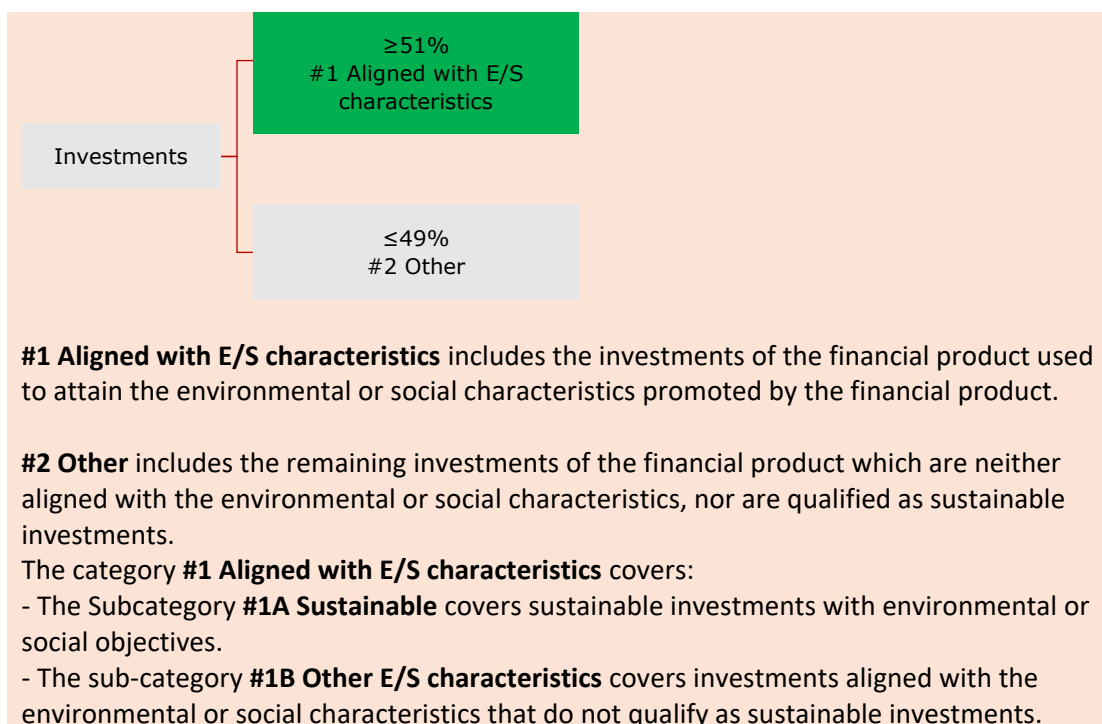 ≥51%
#1 Aligned with E/S
characteristics
Investments
≤49%
#2 Other
#1 Aligned with E/S characteristics includes the investments of the financial product used
to attain the environmental or social characteristics promoted by the financial product.
#2 Other includes the remaining investments of the financial product which are neither
aligned with the environmental or social characteristics, nor are qualified as sustainable
investments.
The category #1 Aligned with E/S characteristics covers:
- The Subcategory #1A Sustainable covers sustainable investments with environmental or
social objectives.
- The sub-category #1B Other E/S characteristics covers investments aligned with the
environmental or social characteristics that do not qualify as sustainable investments.